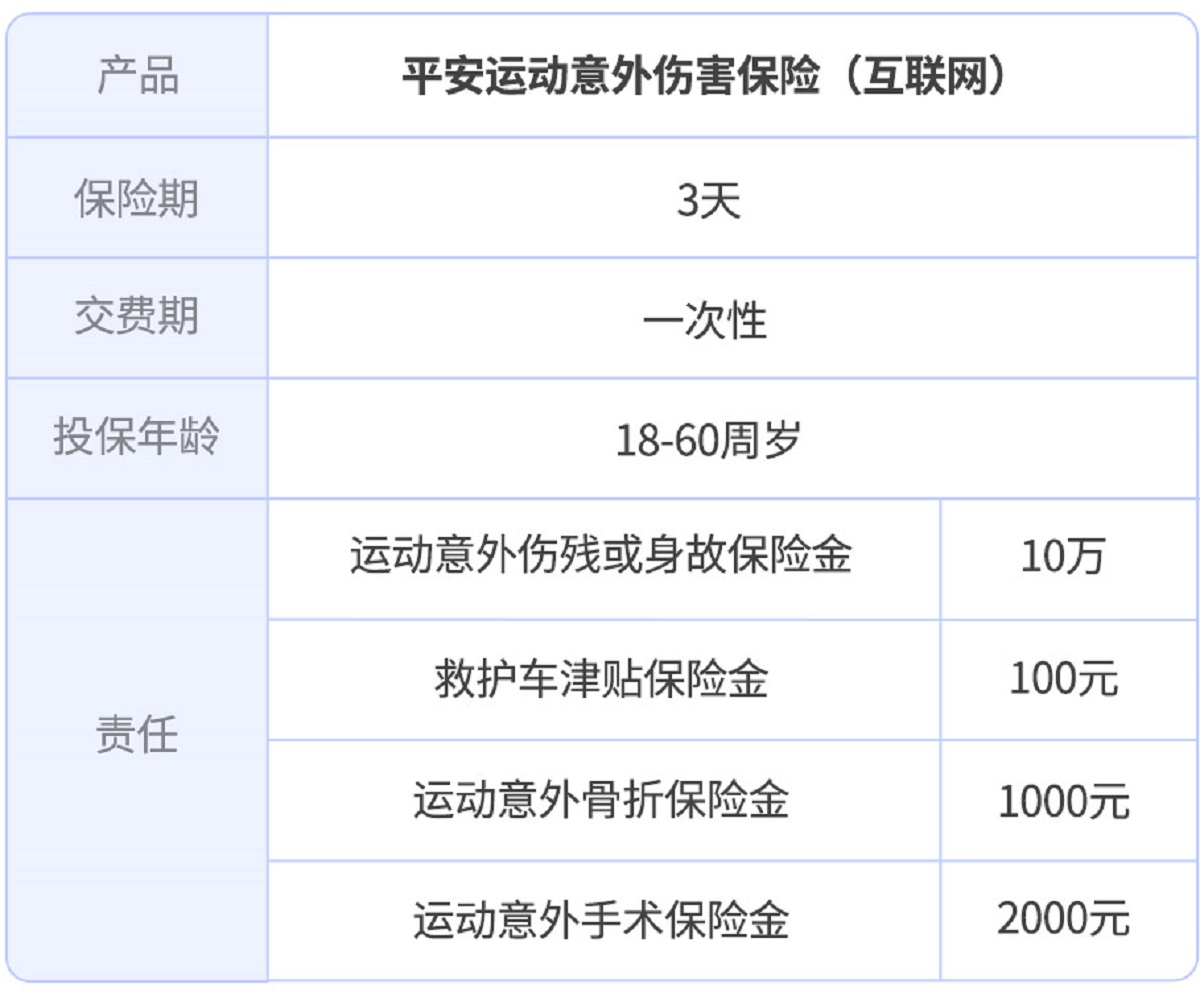 产品
平安运动意外伤害保险（互联网）
保险期
3天
交费期
一次性
投保年龄
18-60周岁
责任
运动意外伤残或身故保险金
10万
救护车津贴保险金
100元
运动意外骨折保险金
1000元
运动意外手术保险金
2000元